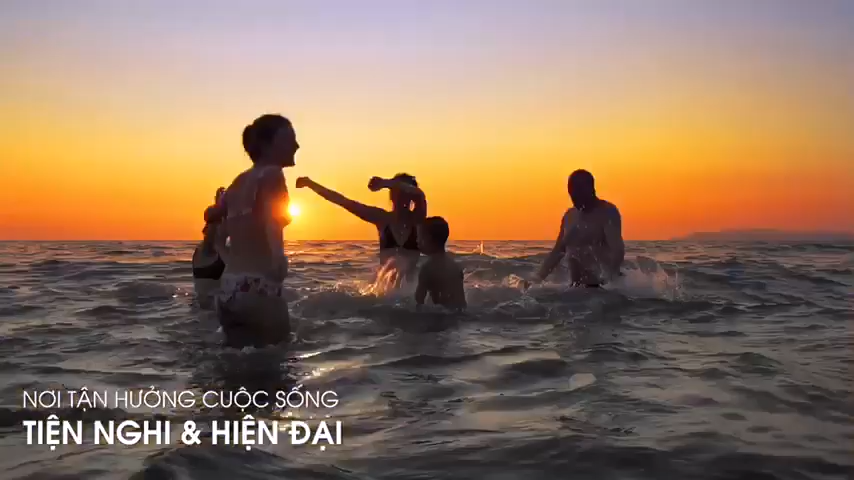 NƠI TẬN HƯỞNG CUỘC SỐNG
TIỆN NGHI & HIỆN ĐẠI